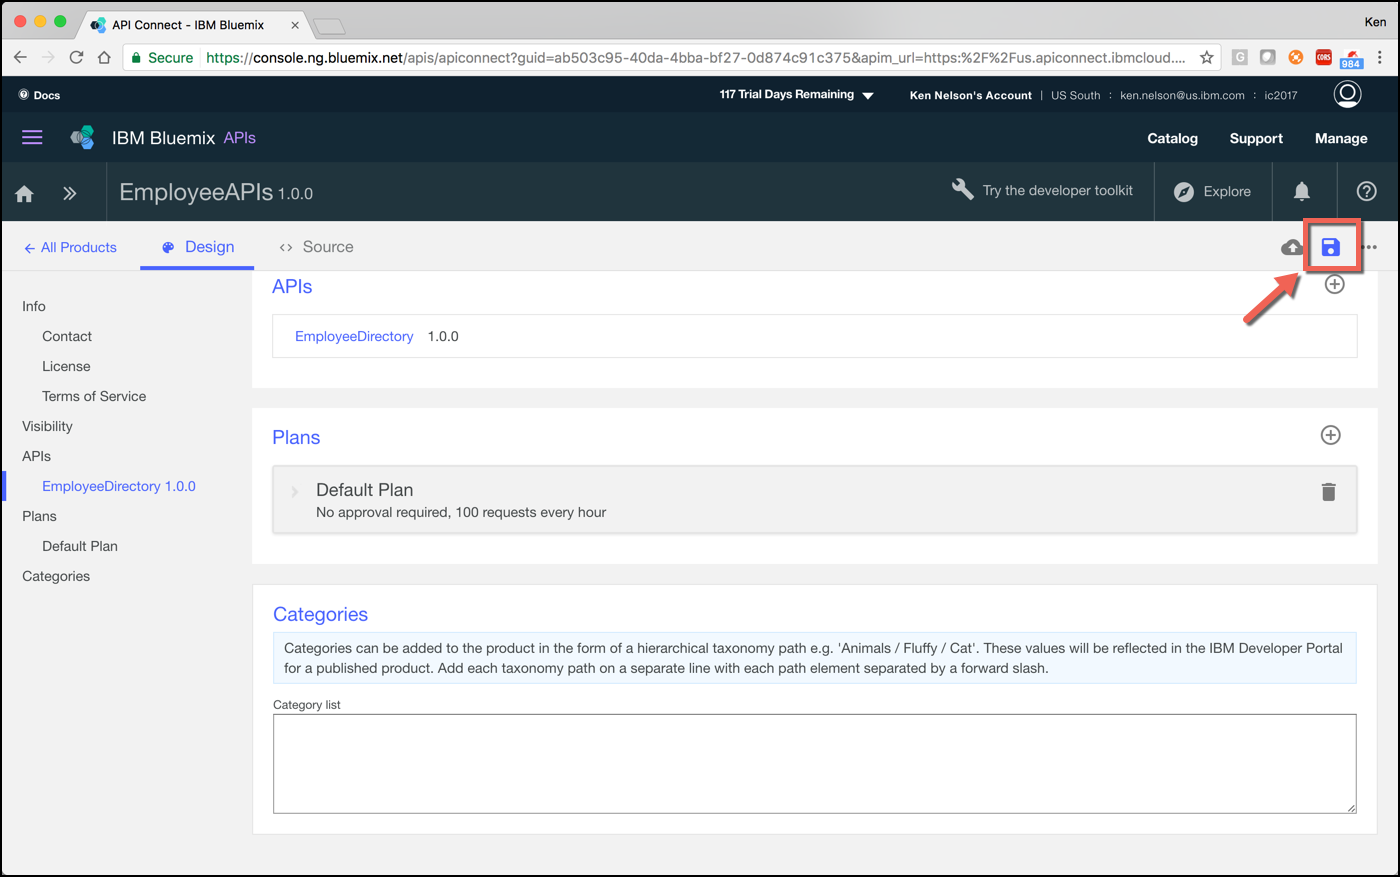 API Connect - IBM Bluemix
Ken
Secure https://console.ng.bluemix.net/apis/apiconnect?guid=ab503c95-40da-4bba-bf27-0d874c91c375&apim_url=https:%2F%2Fus.apiconnect.ibmcloud....
G
CORS
984
Docs
117 Trial Days Remaining
Ken Nelson's Account | US South : ken.nelson@us.ibm.com : ic2017
IBM Bluemix APIs
Catalog Support Manage
EmployeeAPIs 1.0.0
Try the developer toolkit
Explore
All Products
Design
Source
APIs
EmployeeDirectory 1.0.0
Info
Contact
License
Terms of Service
Visibility
APIs
EmployeeDirectory 1.0.0
Plans
Default Plan
Categories
Plans
Default Plan
No approval required, 100 requests every hour
Categories
Categories can be added to the product in the form of a hierarchical taxonomy path e.g. 'Animals / Fluffy / Cat'. These values will be reflected in the IBM Developer Portal
for a published product. Add each taxonomy path on a separate line with each path element separated by a forward slash.
Category list